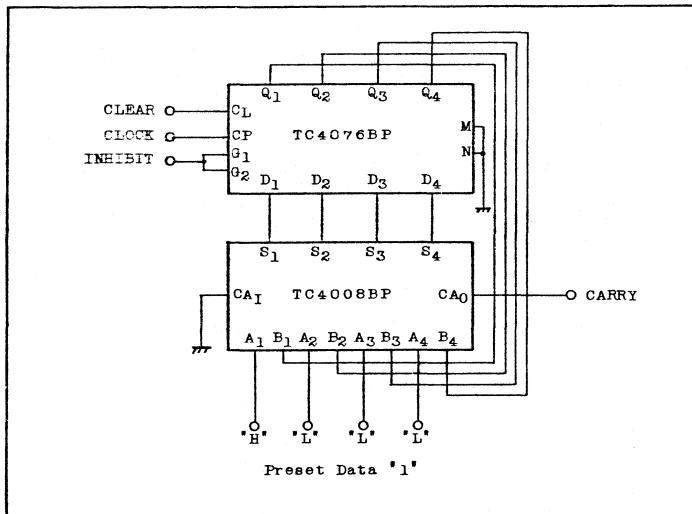 Q1 Q2 Q3 Q4
CLEAR CL
CLOCK CP TC4076BP M
INHIBIT G1 N
G2
D1 D2 D3 D4
S1 S2 S3 S4
CAI TC4008BP CAO CARRY
A1 B1 A2 B2 A3 B3 A4 B4
"H" "L" "L" "L"
Preset Data "1"